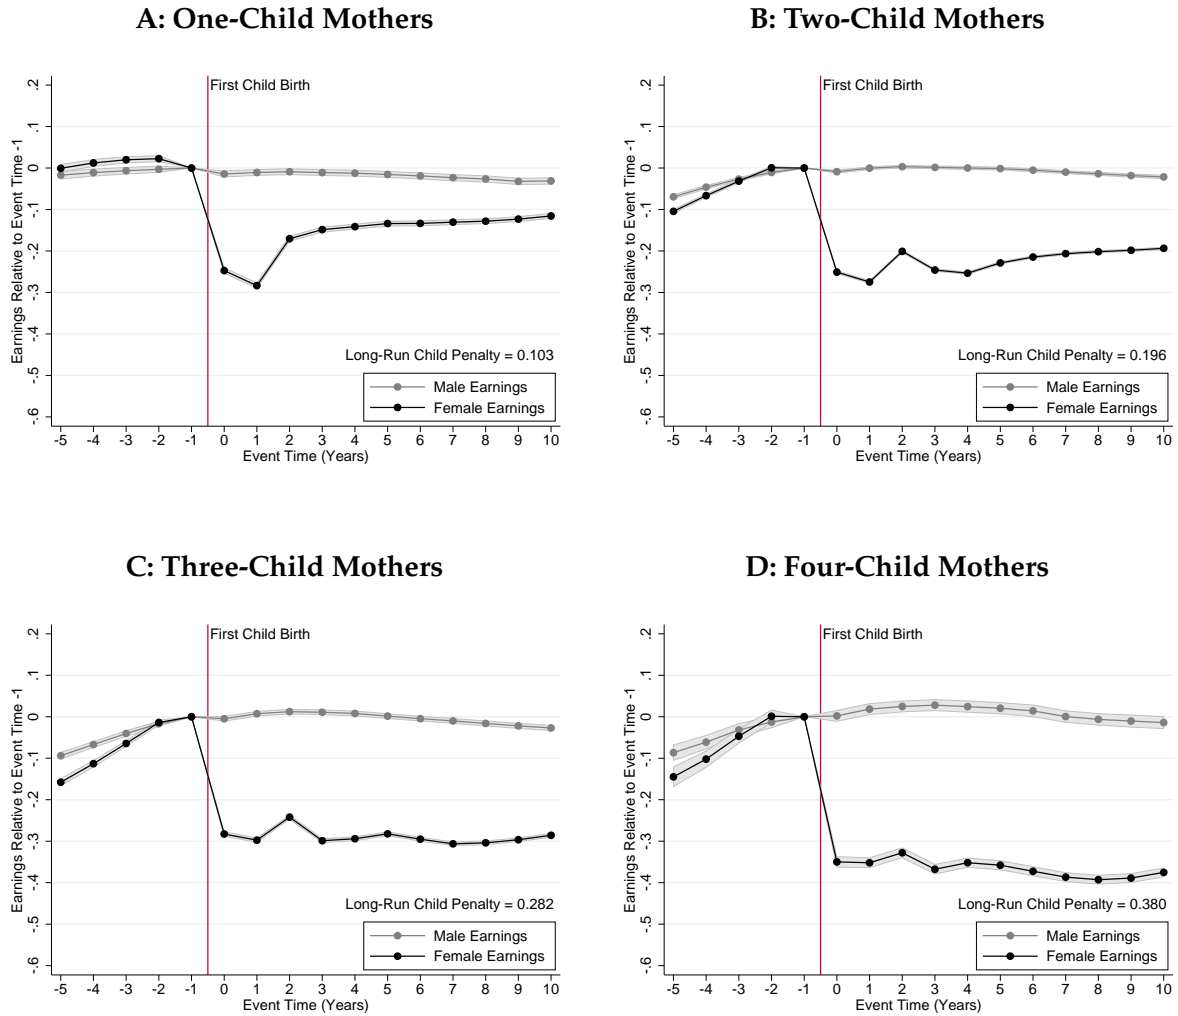 A: One-Child Mothers
Earnings Relative to Event Time -1
.2
.1
0
-.1
-.2
-.3
-.4
-.5
-.6
First Child Birth
Long-Run Child Penalty = 0.103
Male Earnings
Female Earnings
-5 -4 -3 -2 -1 0 1 2 3 4 5 6 7 8 9 10
Event Time (Years)
B: Two-Child Mothers
Earnings Relative to Event Time -1
.2
.1
0
-.1
-.2
-.3
-.4
-.5
-.6
First Child Birth
Long-Run Child Penalty = 0.196
Male Earnings
Female Earnings
-5 -4 -3 -2 -1 0 1 2 3 4 5 6 7 8 9 10
Event Time (Years)
C: Three-Child Mothers
Earnings Relative to Event Time -1
.2
.1
0
-.1
-.2
-.3
-.4
-.5
-.6
First Child Birth
Long-Run Child Penalty = 0.282
Male Earnings
Female Earnings
-5 -4 -3 -2 -1 0 1 2 3 4 5 6 7 8 9 10
Event Time (Years)
D: Four-Child Mothers
Earnings Relative to Event Time -1
.2
.1
0
-.1
-.2
-.3
-.4
-.5
-.6
First Child Birth
Long-Run Child Penalty = 0.380
Male Earnings
Female Earnings
-5 -4 -3 -2 -1 0 1 2 3 4 5 6 7 8 9 10
Event Time (Years)